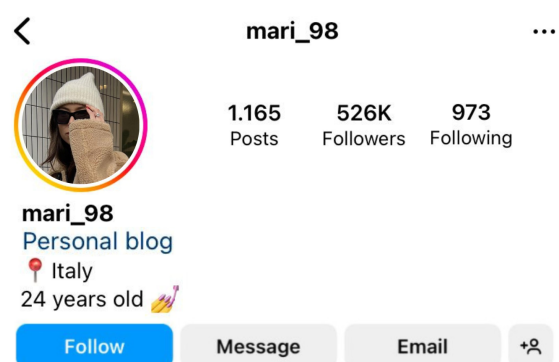 mari_98
1.165 526K 973
Posts Followers Following
mari_98
Personal blog
📍 Italy
24 years old 💅
Follow Message Email